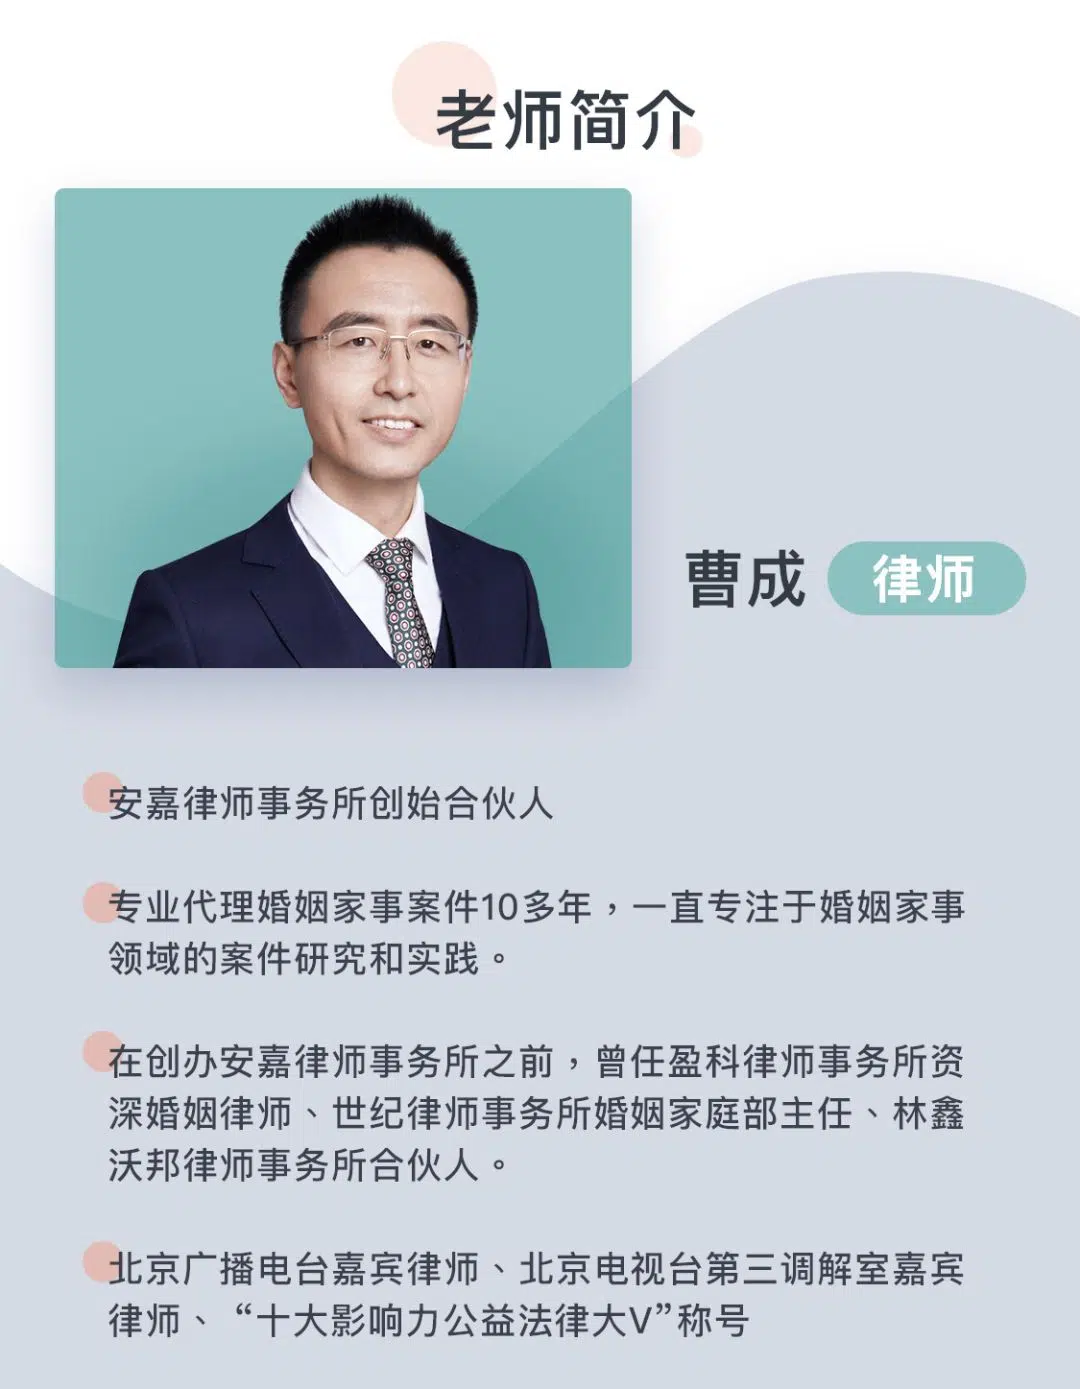 老师简介
曹成 律师
安嘉律师事务所创始合伙人
专业代理婚姻家事案件10多年，一直专注于婚姻家事
领域的案件研究和实践。
在创办安嘉律师事务所之前，曾任盈科律师事务所资
深婚姻律师、世纪律师事务所婚姻家庭部主任、林鑫
沃邦律师事务所合伙人。
北京广播电台嘉宾律师、北京电视台第三调解室嘉宾
律师、“十大影响力公益法律大V”称号